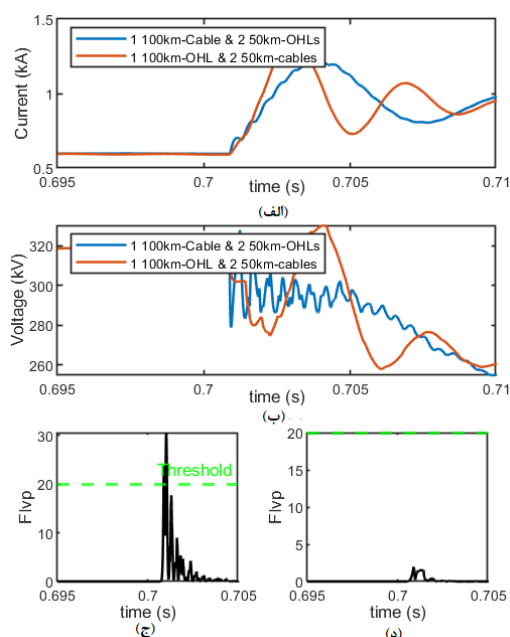 1.5
1
0.5
Current (kA)
1 100km-Cable & 2 50km-OHLs
1 100km-OHL & 2 50km-cables
0.695
0.7
0.705
0.71
time (s)
(الف)
320
300
280
260
Voltage (kV)
1 100km-Cable & 2 50km-OHLs
1 100km-OHL & 2 50km-cables
0.695
0.7
0.705
0.71
time (s)
(ب)
30
20
10
0
FIvp
Threshold
0.695
0.7
0.705
time (s)
(ج)
20
15
10
5
0
FIvp
0.695
0.7
0.705
time (s)
(د)